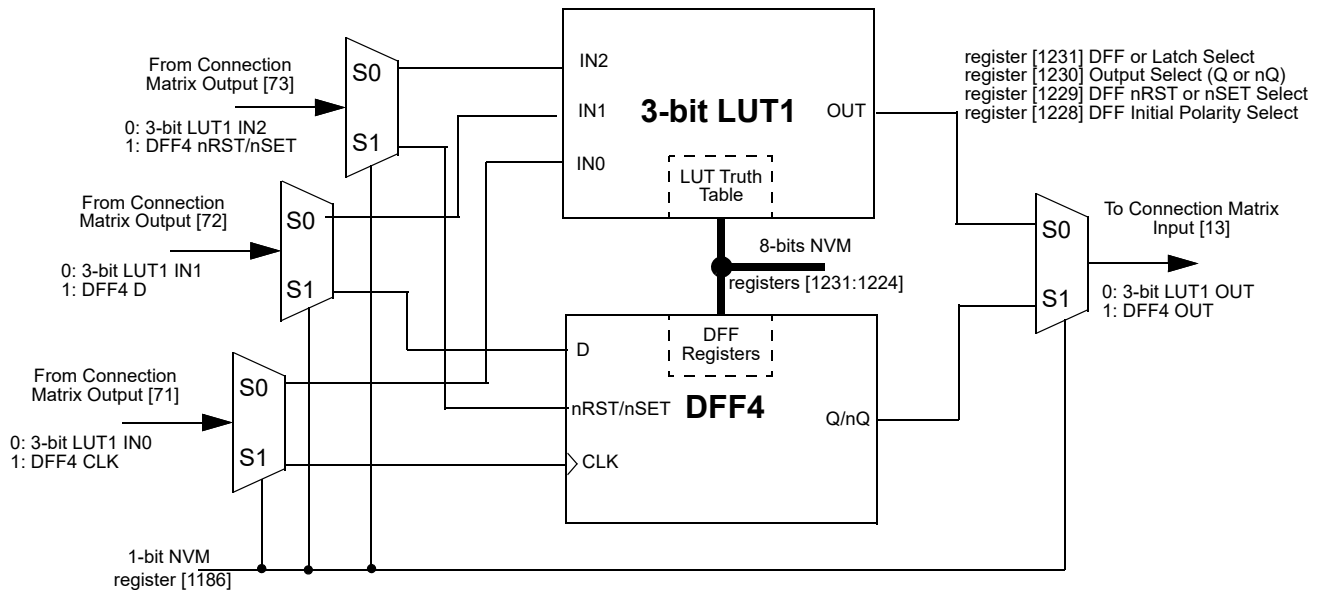 From Connection
Matrix Output [73]
0: 3-bit LUT1 IN2
1: DFF4 nRST/nSET
S0
S1
From Connection
Matrix Output [72]
0: 3-bit LUT1 IN1
1: DFF4 D
S0
S1
From Connection
Matrix Output [71]
0: 3-bit LUT1 IN0
1: DFF4 CLK
S0
S1
1-bit NVM
register [1186]
IN2
IN1
IN0
3-bit LUT1
OUT
LUT Truth
Table
8-bits NVM
registers [1231:1224]
DFF
Registers
D
nRST/nSET
DFF4
CLK
Q/nQ
register [1231] DFF or Latch Select
register [1230] Output Select (Q or nQ)
register [1229] DFF nRST or nSET Select
register [1228] DFF Initial Polarity Select
S0
S1
To Connection Matrix
Input [13]
0: 3-bit LUT1 OUT
1: DFF4 OUT